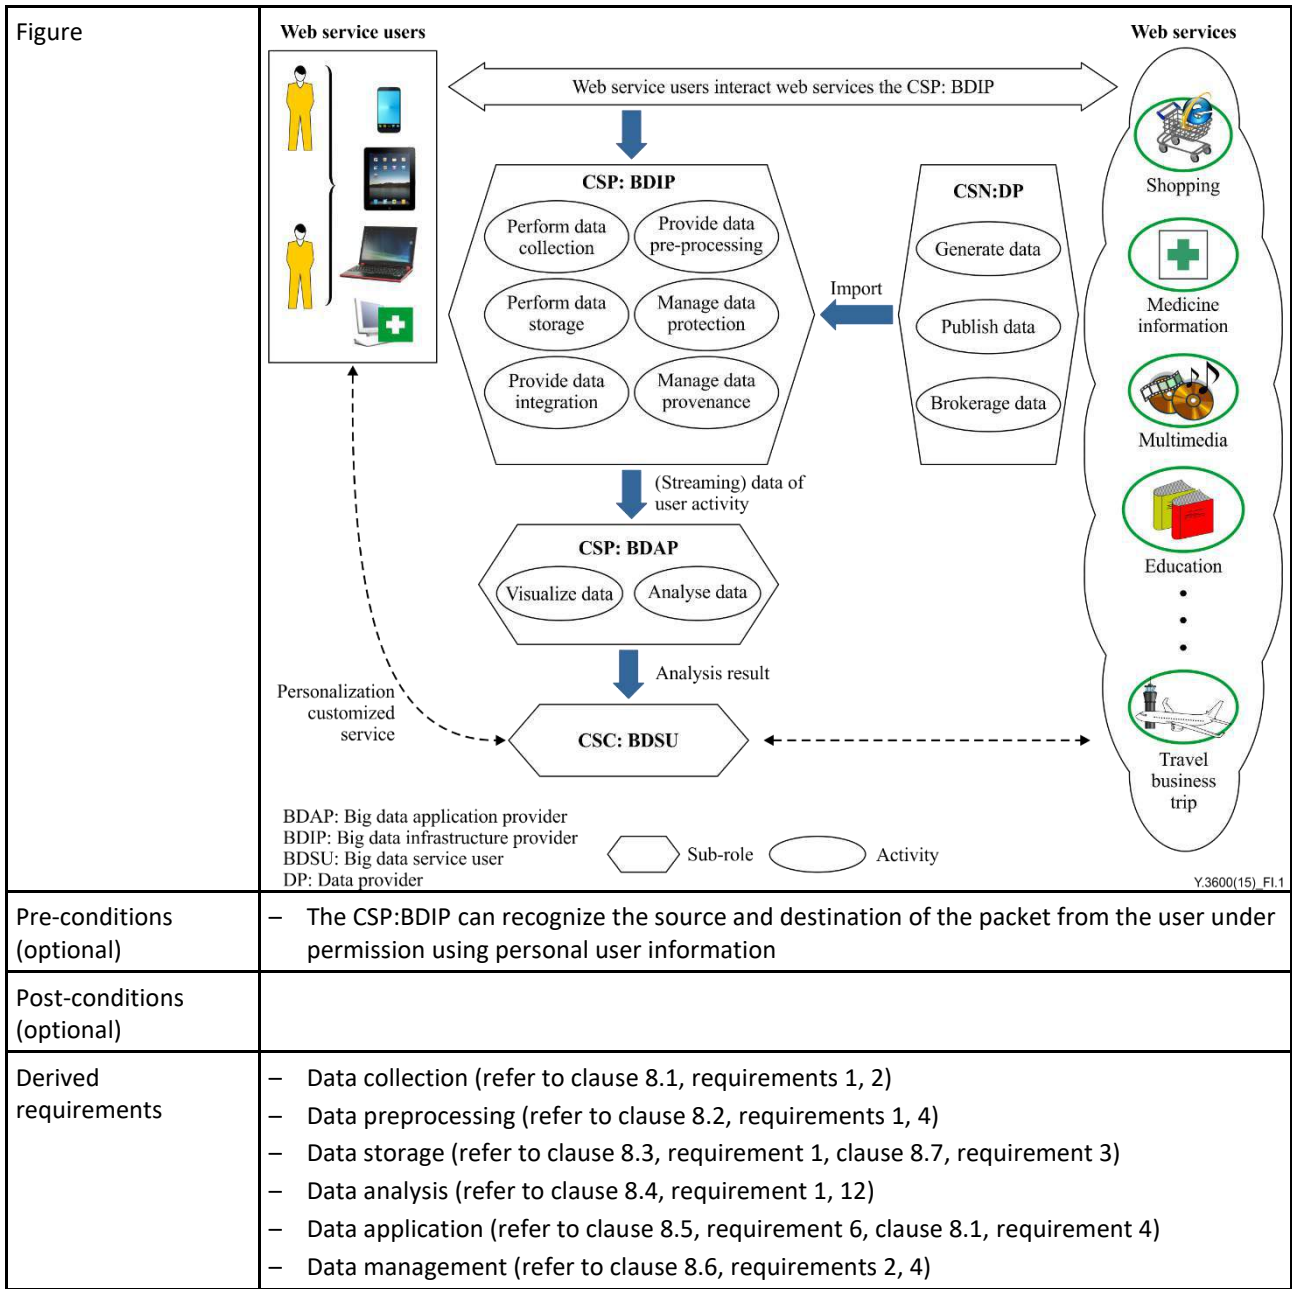 Figure
Web service users
Web services
Web service users interact web services the CSP: BDIP
CSP: BDIP
Perform data
collection
Provide data
pre-processing
Perform data
storage
Manage data
protection
Provide data
integration
Manage data
provenance
Import
CSN:DP
Generate data
Publish data
Brokerage data
Shopping
Medicine
information
Multimedia
Education
Travel
business
trip
(Streaming) data of
user activity
CSP: BDAP
Visualize data
Analyse data
Analysis result
Personalization
customized
service
CSC: BDSU
BDAP: Big data application provider
BDIP: Big data infrastructure provider
BDSU: Big data service user
DP: Data provider
Sub-role
Activity
Y.3600(15)_FI.1
Pre-conditions
(optional)
– The CSP:BDIP can recognize the source and destination of the packet from the user under
permission using personal user information
Post-conditions
(optional)
Derived
requirements
– Data collection (refer to clause 8.1, requirements 1, 2)
– Data preprocessing (refer to clause 8.2, requirements 1, 4)
– Data storage (refer to clause 8.3, requirement 1, clause 8.7, requirement 3)
– Data analysis (refer to clause 8.4, requirement 1, 12)
– Data application (refer to clause 8.5, requirement 6, clause 8.1, requirement 4)
– Data management (refer to clause 8.6, requirements 2, 4)